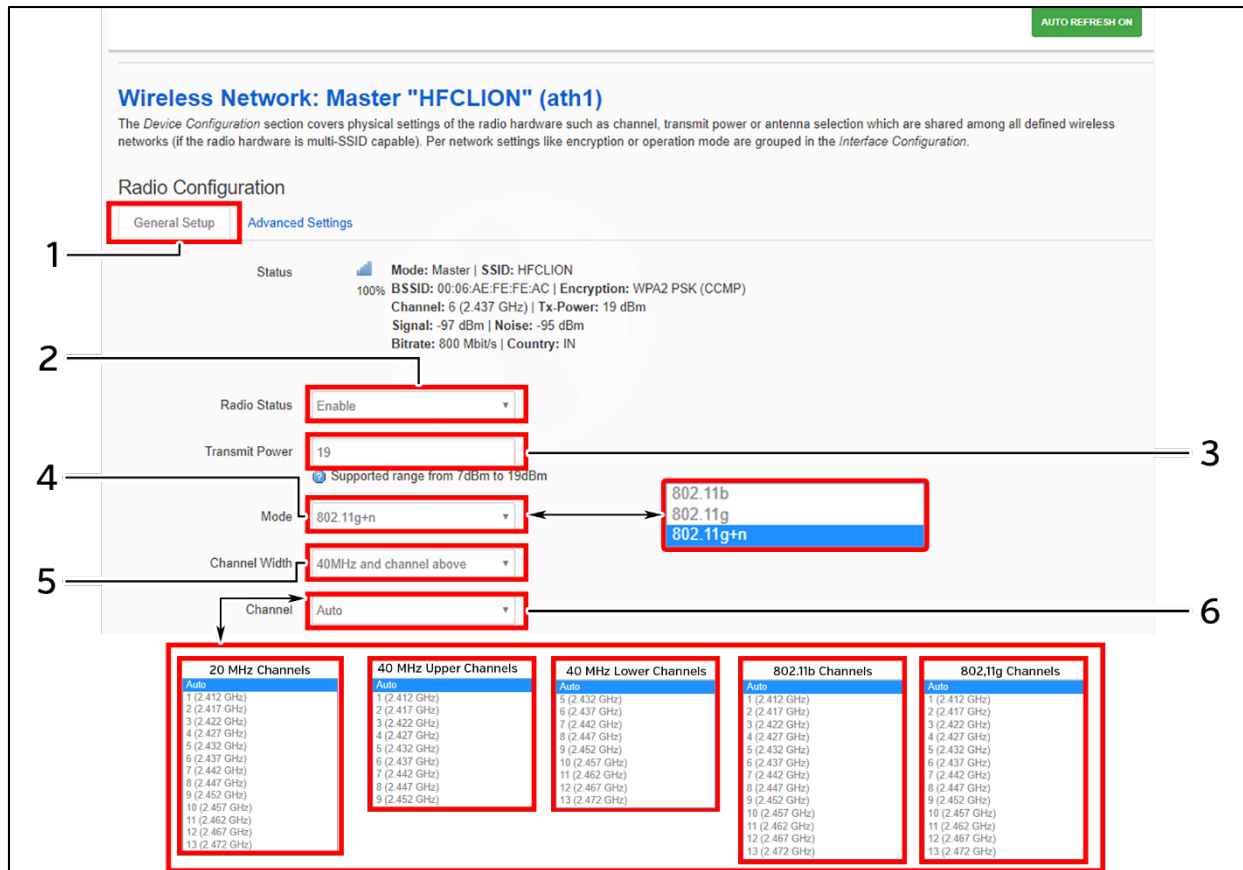 AUTO REFRESH ON
Wireless Network: Master "HFCLION" (ath1)
The Device Configuration section covers physical settings of the radio hardware such as channel, transmit power or antenna selection which are shared among all defined wireless
networks (if the radio hardware is multi-SSID capable). Per network settings like encryption or operation mode are grouped in the Interface Configuration.
Radio Configuration
General Setup
Advanced Settings
1
Status
100%
Mode: Master | SSID: HFCLION
BSSID: 00:06:AE:FE:FE:AC | Encryption: WPA2 PSK (CCMP)
Channel: 6 (2.437 GHz) | Tx-Power: 19 dBm
Signal: -97 dBm | Noise: -95 dBm
Bitrate: 800 Mbit/s | Country: IN
2
Radio Status
Enable
Transmit Power
19
3
Supported range from 7dBm to 19dBm
4
Mode
802.11g+n
802.11b
802.11g
802.11g+n
Channel Width
40MHz and channel above
5
Channel
Auto
6
20 MHz Channels
Auto
1 (2.412 GHz)
2 (2.417 GHz)
3 (2.422 GHz)
4 (2.427 GHz)
5 (2.432 GHz)
6 (2.437 GHz)
7 (2.442 GHz)
8 (2.447 GHz)
9 (2.452 GHz)
10 (2.457 GHz)
11 (2.462 GHz)
12 (2.467 GHz)
13 (2.472 GHz)
40 MHz Upper Channels
Auto
1 (2.412 GHz)
2 (2.417 GHz)
3 (2.422 GHz)
4 (2.427 GHz)
5 (2.432 GHz)
6 (2.437 GHz)
7 (2.442 GHz)
8 (2.447 GHz)
9 (2.452 GHz)
40 MHz Lower Channels
Auto
5 (2.432 GHz)
6 (2.437 GHz)
7 (2.442 GHz)
8 (2.447 GHz)
9 (2.452 GHz)
10 (2.457 GHz)
11 (2.462 GHz)
12 (2.467 GHz)
13 (2.472 GHz)
802.11b Channels
Auto
1 (2.412 GHz)
2 (2.417 GHz)
3 (2.422 GHz)
4 (2.427 GHz)
5 (2.432 GHz)
6 (2.437 GHz)
7 (2.442 GHz)
8 (2.447 GHz)
9 (2.452 GHz)
10 (2.457 GHz)
11 (2.462 GHz)
12 (2.467 GHz)
13 (2.472 GHz)
802,11g Channels
Auto
1 (2.412 GHz)
2 (2.417 GHz)
3 (2.422 GHz)
4 (2.427 GHz)
5 (2.432 GHz)
6 (2.437 GHz)
7 (2.442 GHz)
8 (2.447 GHz)
9 (2.452 GHz)
10 (2.457 GHz)
11 (2.462 GHz)
12 (2.467 GHz)
13 (2.472 GHz)